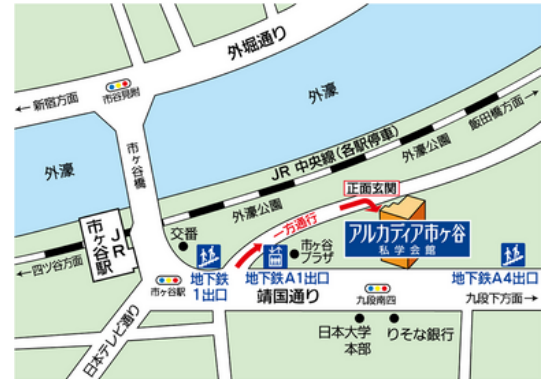 外堀通り
←新宿方面
市谷見附
外濠
飯田橋方面→
外濠
市ヶ谷橋
JR 中央線(各駅停車)
外濠公園
外濠
正面玄関
JR
市ヶ谷駅
外濠公園
一方通行
アルカディア市ヶ谷
私学会館
交番
市ヶ谷
プラザ
←四ツ谷方面
地下鉄
1出口
地下鉄A1出口
地下鉄A4出口
市ヶ谷駅
靖国通り
九段南四
九段下方面→
日本テレビ通り
日本大学
本部
りそな銀行